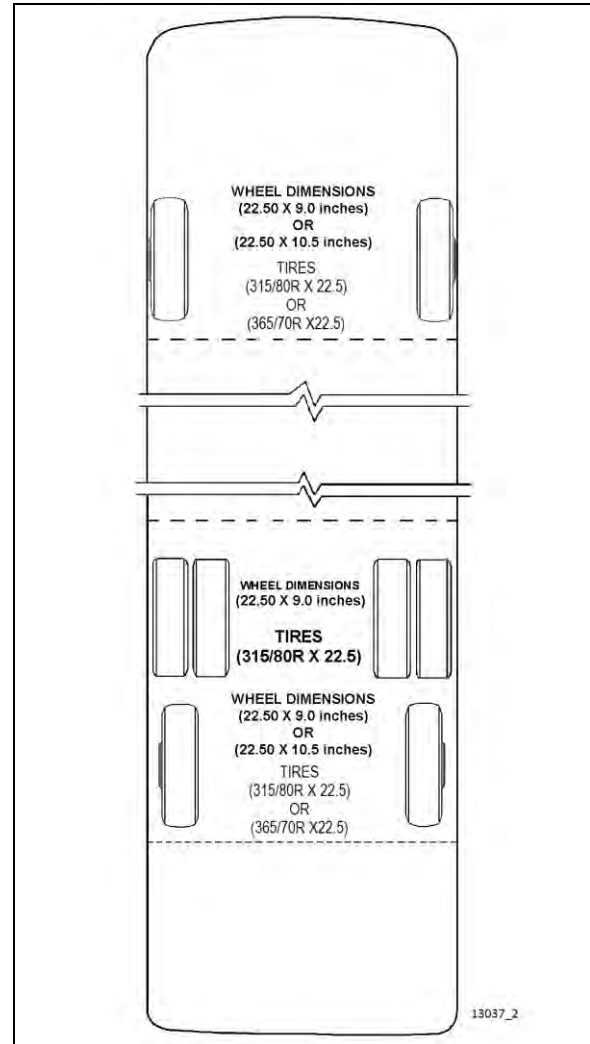 WHEEL DIMENSIONS
(22.50 X 9.0 inches)
OR
(22.50 X 10.5 inches)
TIRES
(315/80R X 22.5)
OR
(365/70R X22.5)
WHEEL DIMENSIONS
(22.50 X 9.0 inches)
TIRES
(315/80R X 22.5)
WHEEL DIMENSIONS
(22.50 X 9.0 inches)
OR
(22.50 X 10.5 inches)
TIRES
(315/80R X 22.5)
OR
(365/70R X22.5)
13037_2